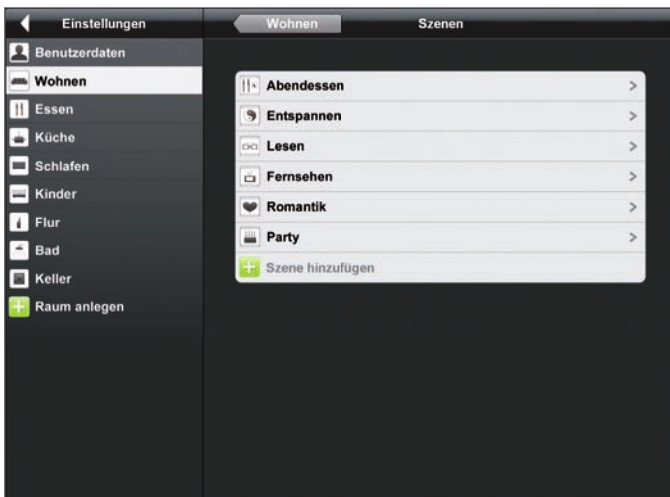 Einstellungen
Benutzerdaten
Wohnen
Essen
Küche
Schlafen
Kinder
Flur
Bad
Keller
Raum anlegen
Wohnen
Szenen
Abendessen
Entspannen
Lesen
Fernsehen
Romantik
Party
Szene hinzufügen